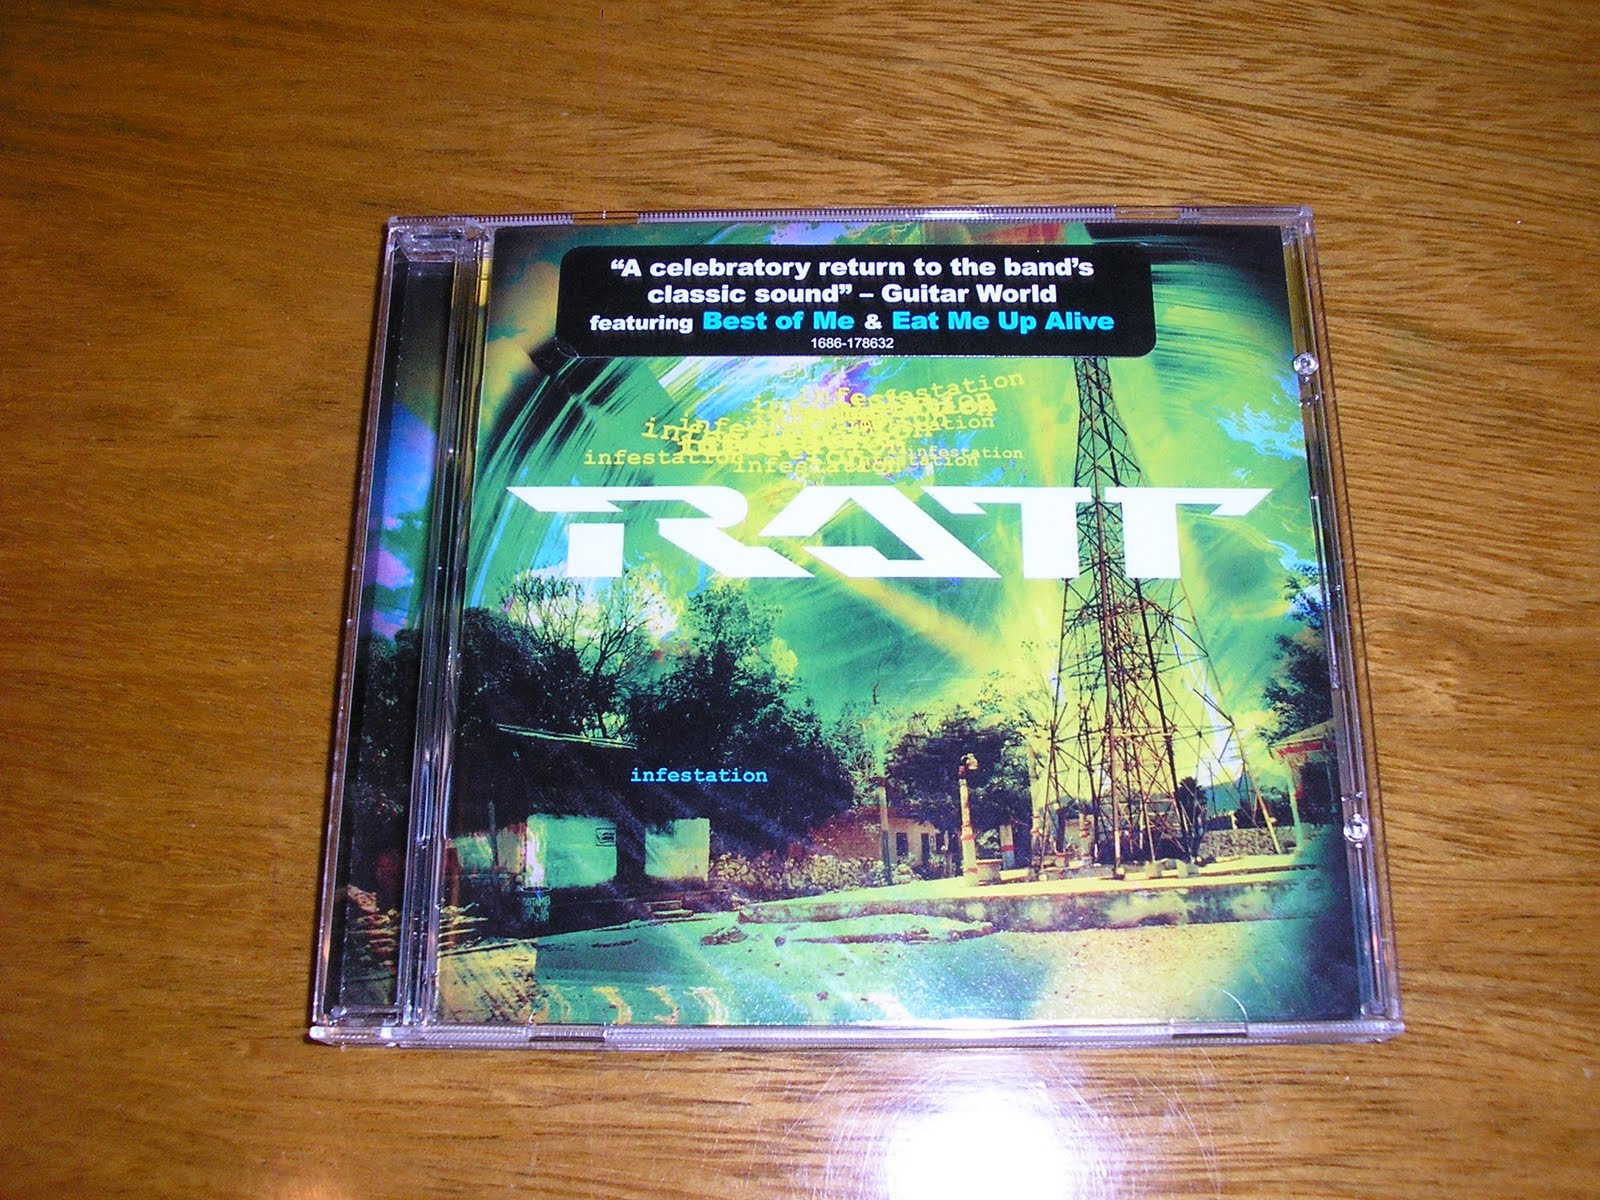 “A celebratory return to the band’s
classic sound” – Guitar World
featuring Best of Me & Eat Me Up Alive
1686-178632
infestation
infestation
infestation
infestation
infestation
infestation
RATT
infestation